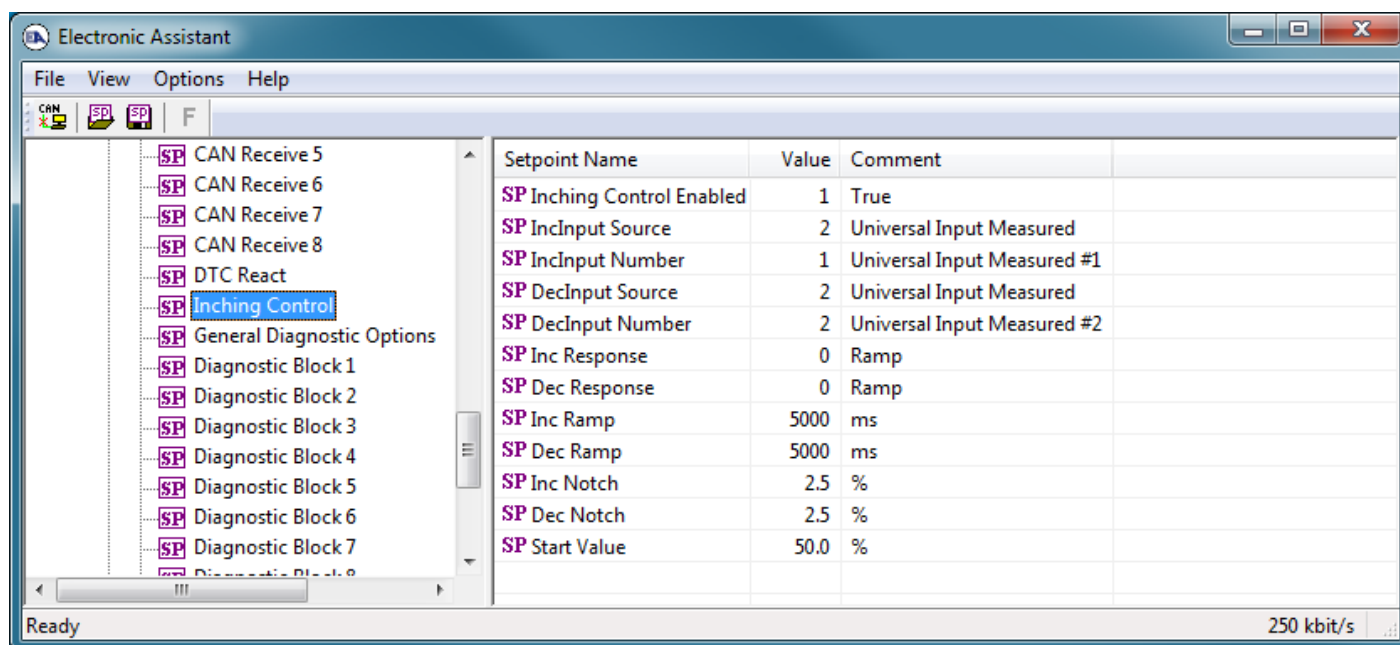 EA Electronic Assistant
File View Options Help
CAN SP SP F
SP CAN Receive 5
SP CAN Receive 6
SP CAN Receive 7
SP CAN Receive 8
SP DTC React
SP Inching Control
SP General Diagnostic Options
SP Diagnostic Block 1
SP Diagnostic Block 2
SP Diagnostic Block 3
SP Diagnostic Block 4
SP Diagnostic Block 5
SP Diagnostic Block 6
SP Diagnostic Block 7
SP Diagnostic Block 8
Setpoint Name Value Comment
SP Inching Control Enabled 1 True
SP IncInput Source 2 Universal Input Measured
SP IncInput Number 1 Universal Input Measured #1
SP DecInput Source 2 Universal Input Measured
SP DecInput Number 2 Universal Input Measured #2
SP Inc Response 0 Ramp
SP Dec Response 0 Ramp
SP Inc Ramp 5000 ms
SP Dec Ramp 5000 ms
SP Inc Notch 2.5 %
SP Dec Notch 2.5 %
SP Start Value 50.0 %
Ready 250 kbit/s